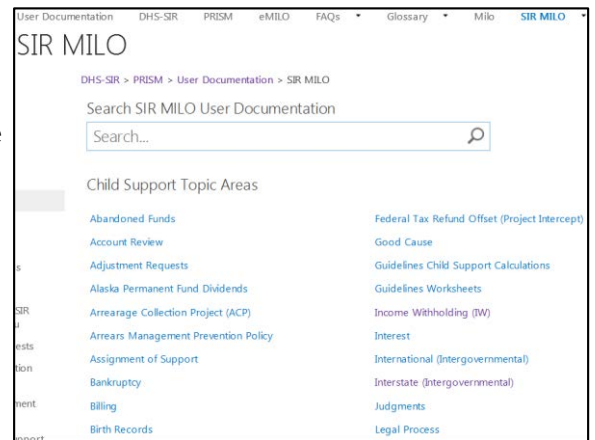 User Documentation DHS-SIR PRISM eMILO FAQs Glossary Milo SIR MILO
SIR MILO
DHS-SIR > PRISM > User Documentation > SIR MILO
Search SIR MILO User Documentation
Search...
Child Support Topic Areas
Abandoned Funds
Account Review
Adjustment Requests
Alaska Permanent Fund Dividends
Arrearage Collection Project (ACP)
Arrears Management Prevention Policy
Assignment of Support
Bankruptcy
Billing
Birth Records
Federal Tax Refund Offset (Project Intercept)
Good Cause
Guidelines Child Support Calculations
Guidelines Worksheets
Income Withholding (IW)
Interest
International (Intergovernmental)
Interstate (Intergovernmental)
Judgments
Legal Process